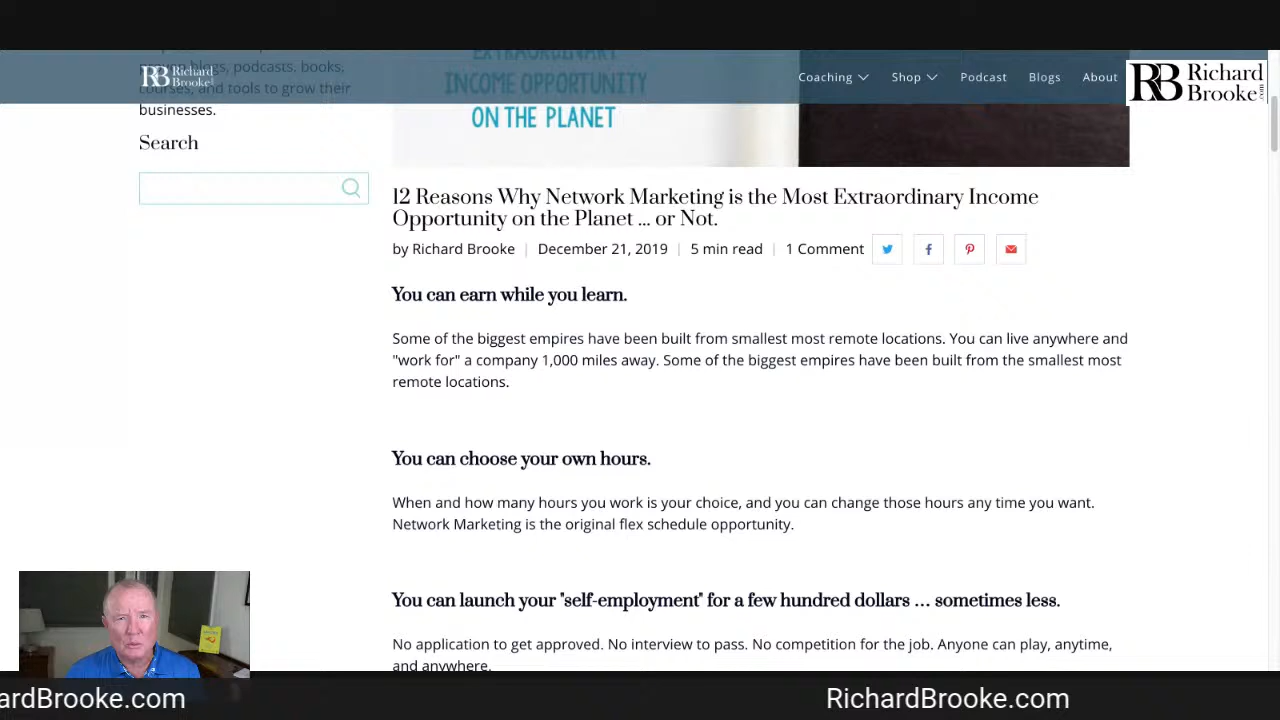 EXTRAORDINARY
proven blogs, podcasts, books,
courses, and tools to grow their
businesses.
RB Richard Brooke
Coaching
Shop
Podcast
Blogs
About
RB Richard Brooke .com
INCOME OPPORTUNITY
ON THE PLANET
Search
12 Reasons Why Network Marketing is the Most Extraordinary Income
Opportunity on the Planet ... or Not.
by Richard Brooke | December 21, 2019 | 5 min read | 1 Comment
You can earn while you learn.
Some of the biggest empires have been built from smallest most remote locations. You can live anywhere and
"work for" a company 1,000 miles away. Some of the biggest empires have been built from the smallest most
remote locations.
You can choose your own hours.
When and how many hours you work is your choice, and you can change those hours any time you want.
Network Marketing is the original flex schedule opportunity.
You can launch your "self-employment" for a few hundred dollars … sometimes less.
No application to get approved. No interview to pass. No competition for the job. Anyone can play, anytime,
and anywhere.
ardBrooke.com
RichardBrooke.com